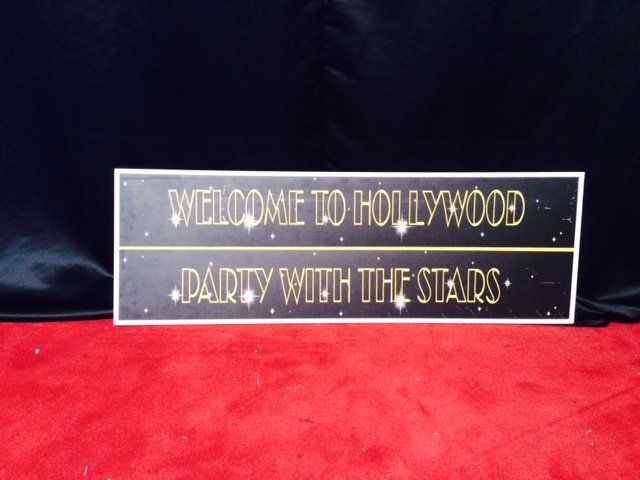 WELCOME TO HOLLYWOOD
PARTY WITH THE STARS